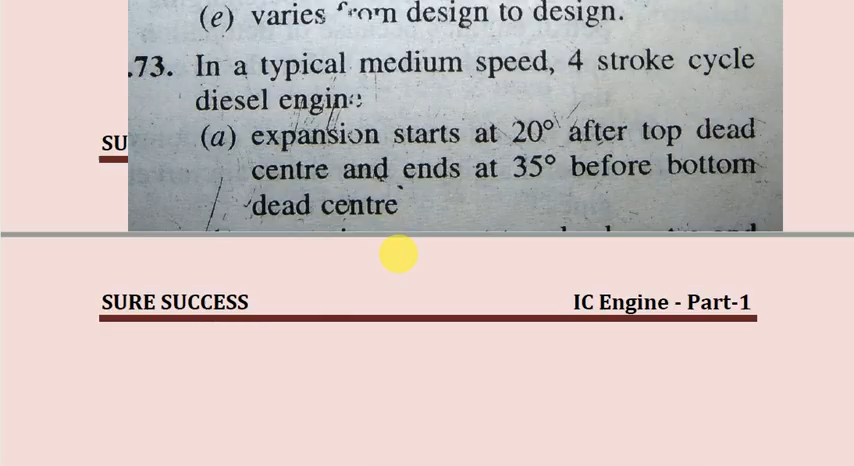 (e) varies from design to design.
.73. In a typical medium speed, 4 stroke cycle
diesel engine
(a) expansion starts at 20° after top dead
centre and ends at 35° before bottom
dead centre
SU
SURE SUCCESS IC Engine - Part-1